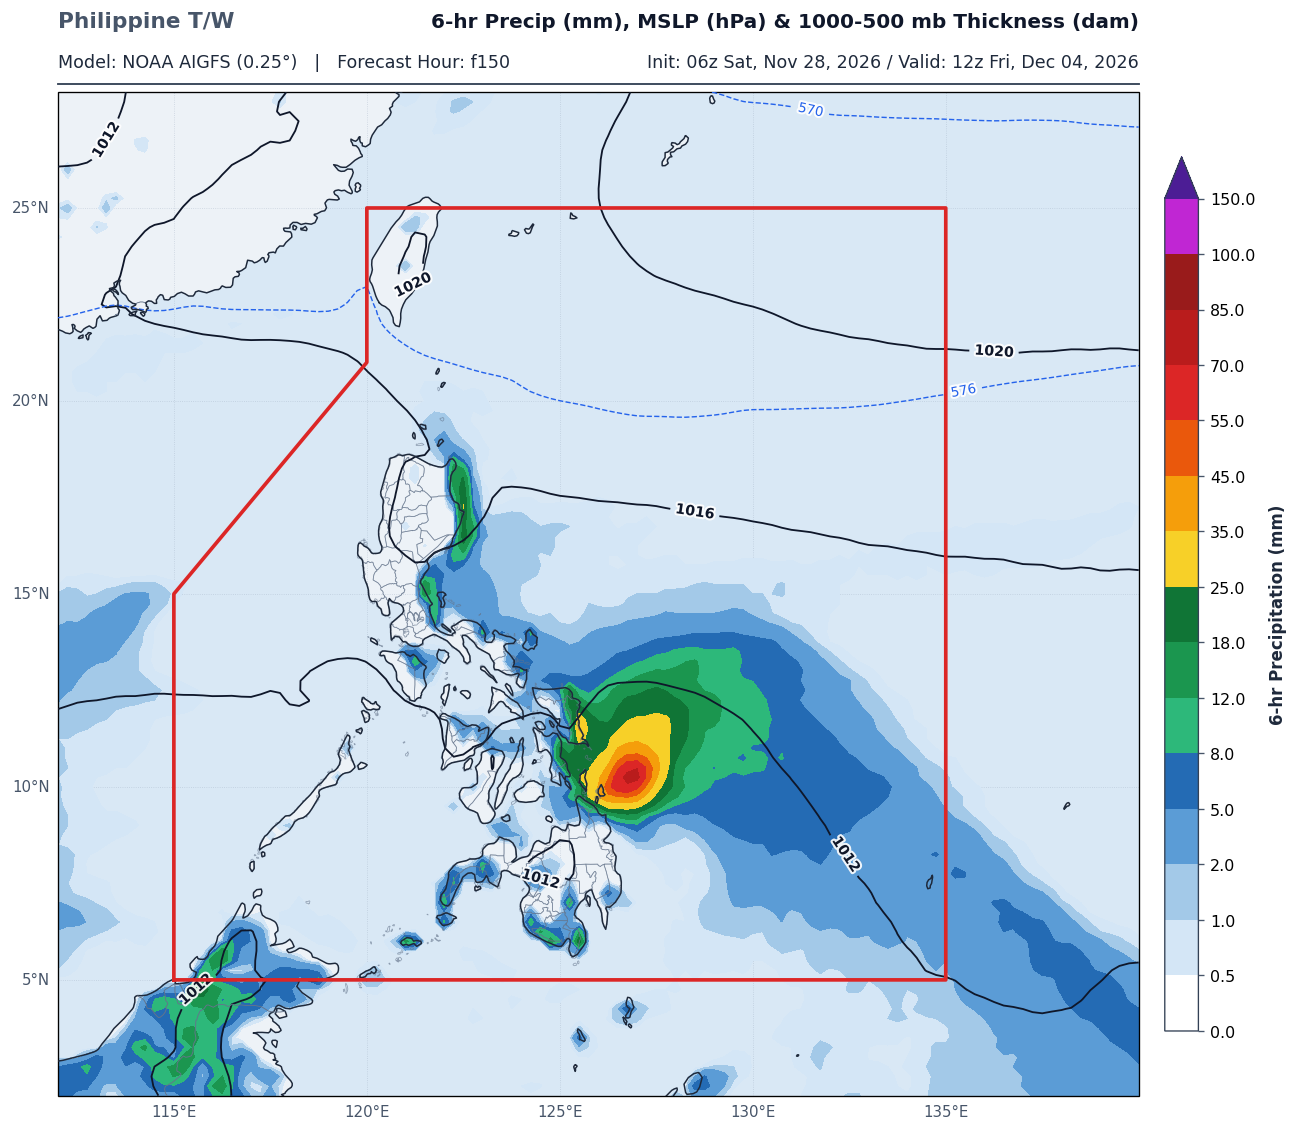 Philippine T/W
6-hr Precip (mm), MSLP (hPa) & 1000-500 mb Thickness (dam)
Model: NOAA AIGFS (0.25°)   |   Forecast Hour: f150
Init: 06z Sat, Nov 28, 2026 / Valid: 12z Fri, Dec 04, 2026
570
1012
25°N
1020
1020
576
20°N
1016
15°N
10°N
1012
1012
5°N
1012
115°E
120°E
125°E
130°E
135°E
150.0
100.0
85.0
70.0
55.0
45.0
35.0
25.0
18.0
12.0
8.0
5.0
2.0
1.0
0.5
0.0
6-hr Precipitation (mm)